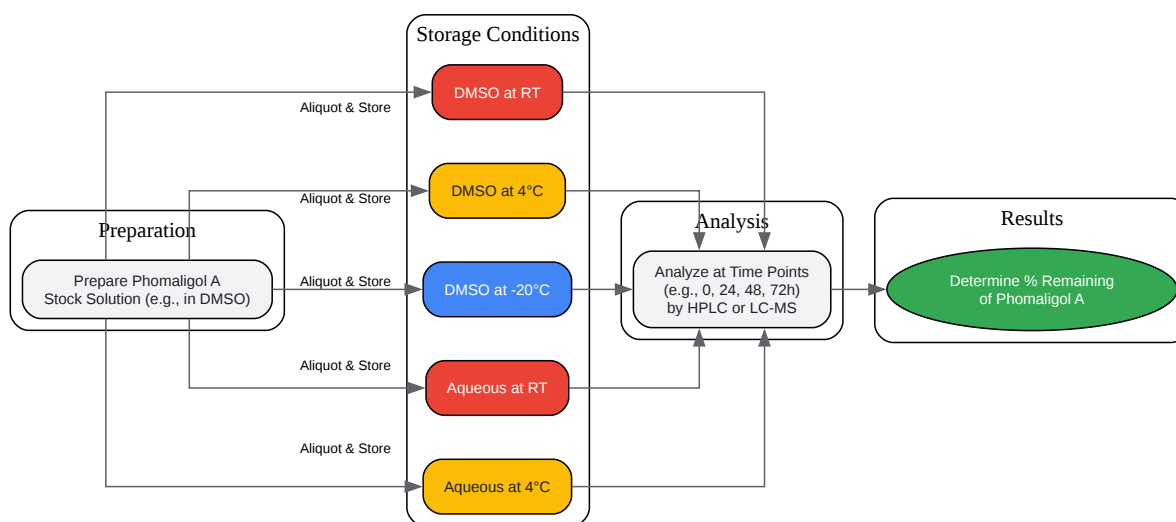 Storage Conditions
DMSO at RT
Aliquot & Store
DMSO at 4°C
Aliquot & Store
Preparation
Analysis
Results
Prepare Phomaligol A
Stock Solution (e.g., in DMSO)
Aliquot & Store
DMSO at -20°C
Analyze at Time Points
(e.g., 0, 24, 48, 72h)
by HPLC or LC-MS
Determine % Remaining
of Phomaligol A
Aliquot & Store
Aqueous at RT
Aliquot & Store
Aqueous at 4°C